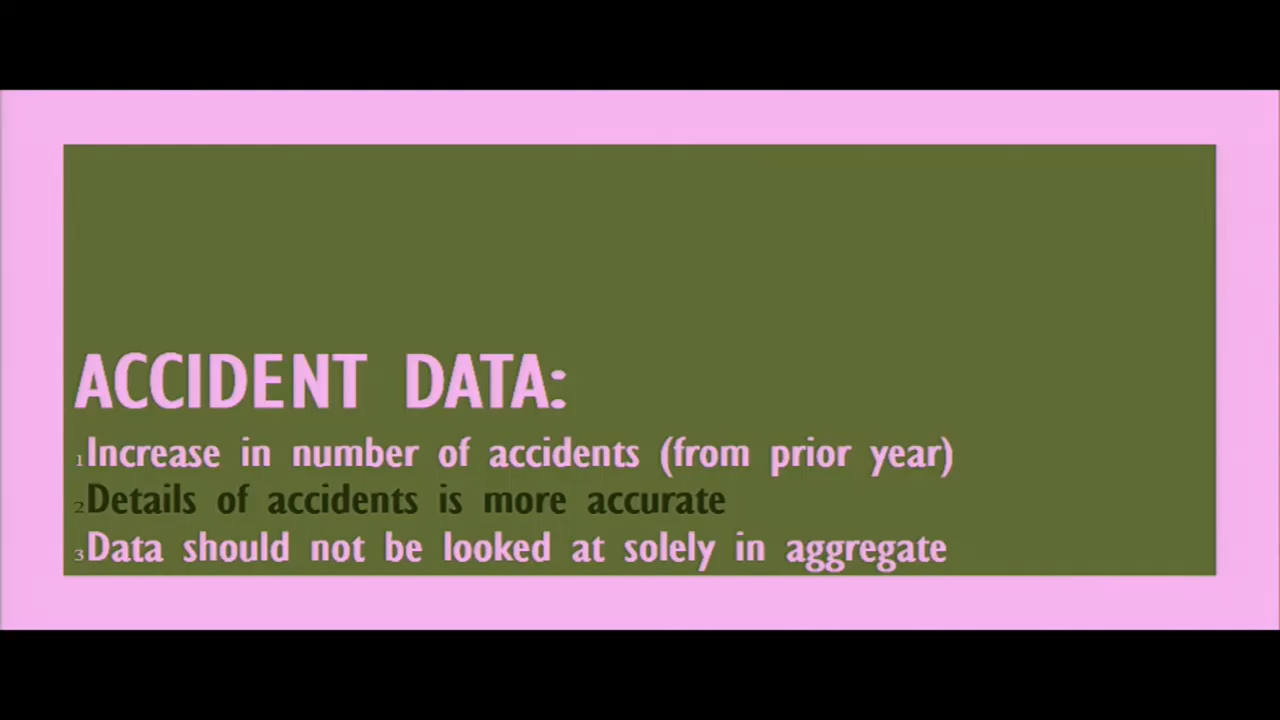 ACCIDENT DATA:
1Increase in number of accidents (from prior year)
2Details of accidents is more accurate
3Data should not be looked at solely in aggregate